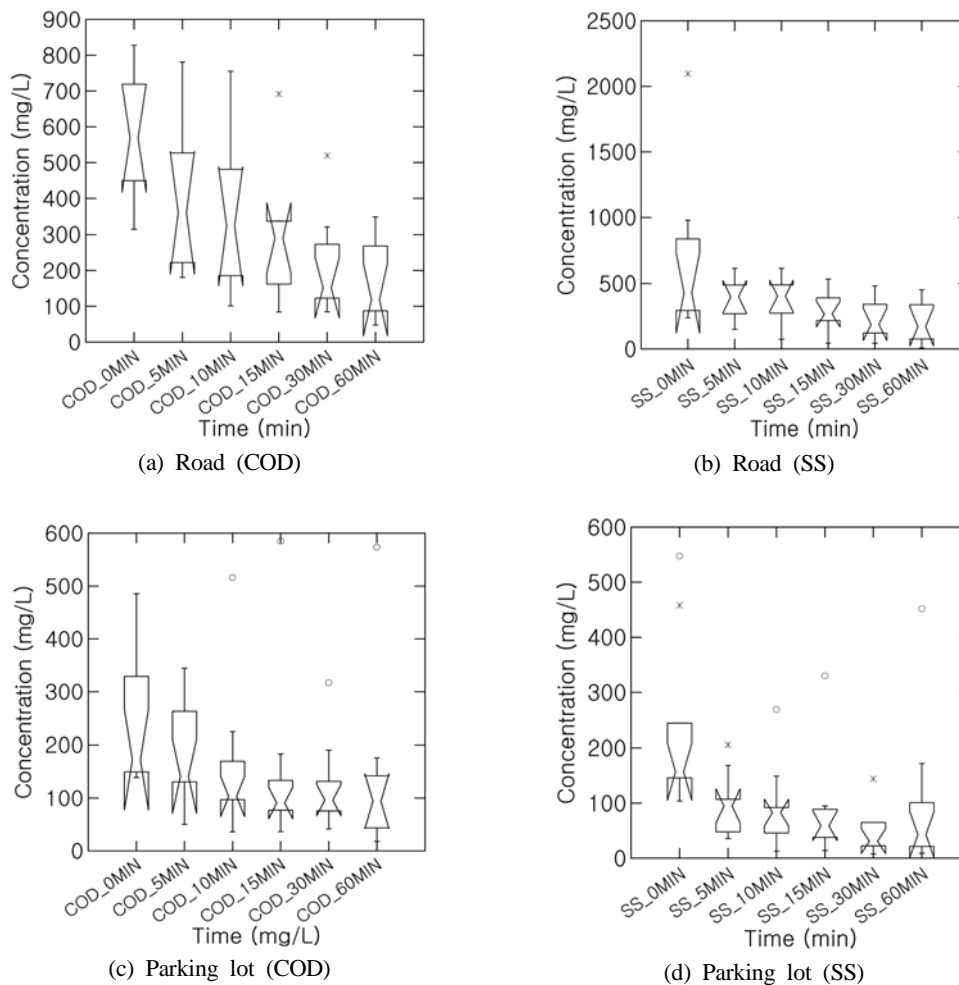 900
800
700
600
500
400
300
200
100
0
Concentration (mg/L)
COD_0MIN
COD_5MIN
COD_10MIN
COD_15MIN
COD_30MIN
COD_60MIN
Time (min)
(a) Road (COD)
2500
2000
1500
1000
500
0
Concentration (mg/L)
SS_0MIN
SS_5MIN
SS_10MIN
SS_15MIN
SS_30MIN
SS_60MIN
Time (min)
(b) Road (SS)
600
500
400
300
200
100
0
Concentration (mg/L)
COD_0MIN
COD_5MIN
COD_10MIN
COD_15MIN
COD_30MIN
COD_60MIN
Time (mg/L)
(c) Parking lot (COD)
600
500
400
300
200
100
0
Concentration (mg/L)
SS_0MIN
SS_5MIN
SS_10MIN
SS_15MIN
SS_30MIN
SS_60MIN
Time (min)
(d) Parking lot (SS)